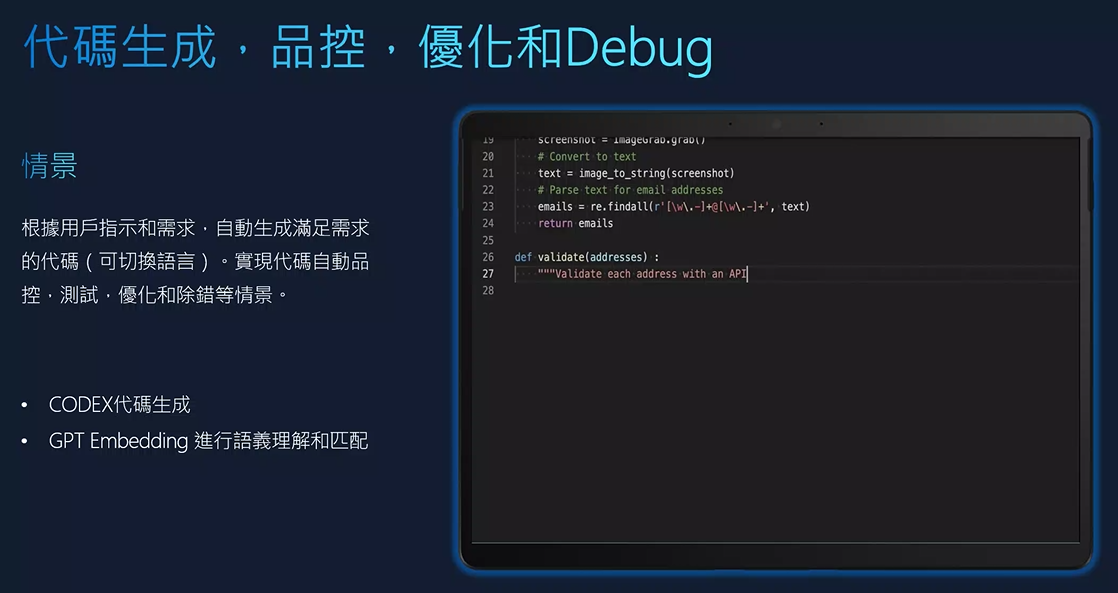 代碼生成，品控，優化和Debug
情景
根據用戶指示和需求，自動生成滿足需求
的代碼（可切換語言）。實現代碼自動品
控，測試，優化和除錯等情景。
• CODEX代碼生成
• GPT Embedding 進行語義理解和匹配
19 screenshot = ImageGrab.grab()
20 # Convert to text
21 text = image_to_string(screenshot)
22 # Parse text for email addresses
23 emails = re.findall(r'[\w\.-]+@[\w\.-]+', text)
24 return emails
25
26 def validate(addresses) :
27 """Validate each address with an API
28